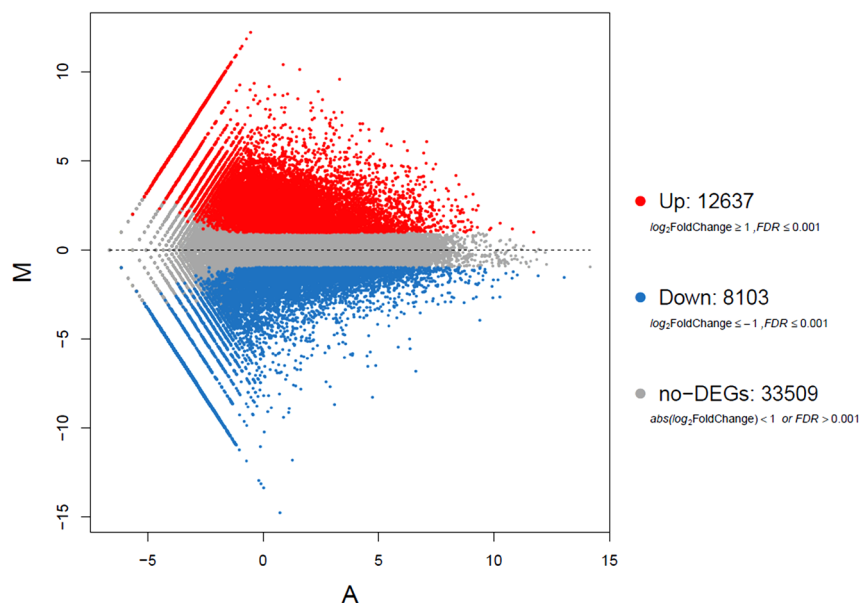 10
5
0
−5
−10
−15
M
−5
0
5
10
15
A
Up: 12637
log₂FoldChange ≥ 1 , FDR ≤ 0.001
Down: 8103
log₂FoldChange ≤ − 1 , FDR ≤ 0.001
no−DEGs: 33509
abs(log₂FoldChange) < 1 or FDR > 0.001